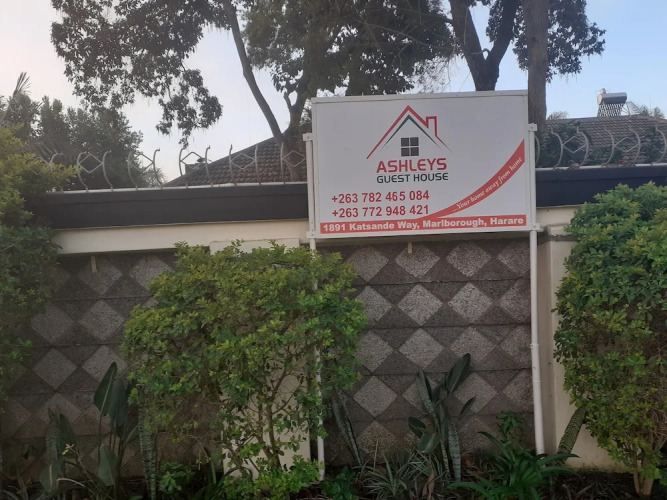 ASHLEYS
GUEST HOUSE
+263 782 465 084
+263 772 948 421
Your home away from home
1891 Katsande Way, Marlborough, Harare